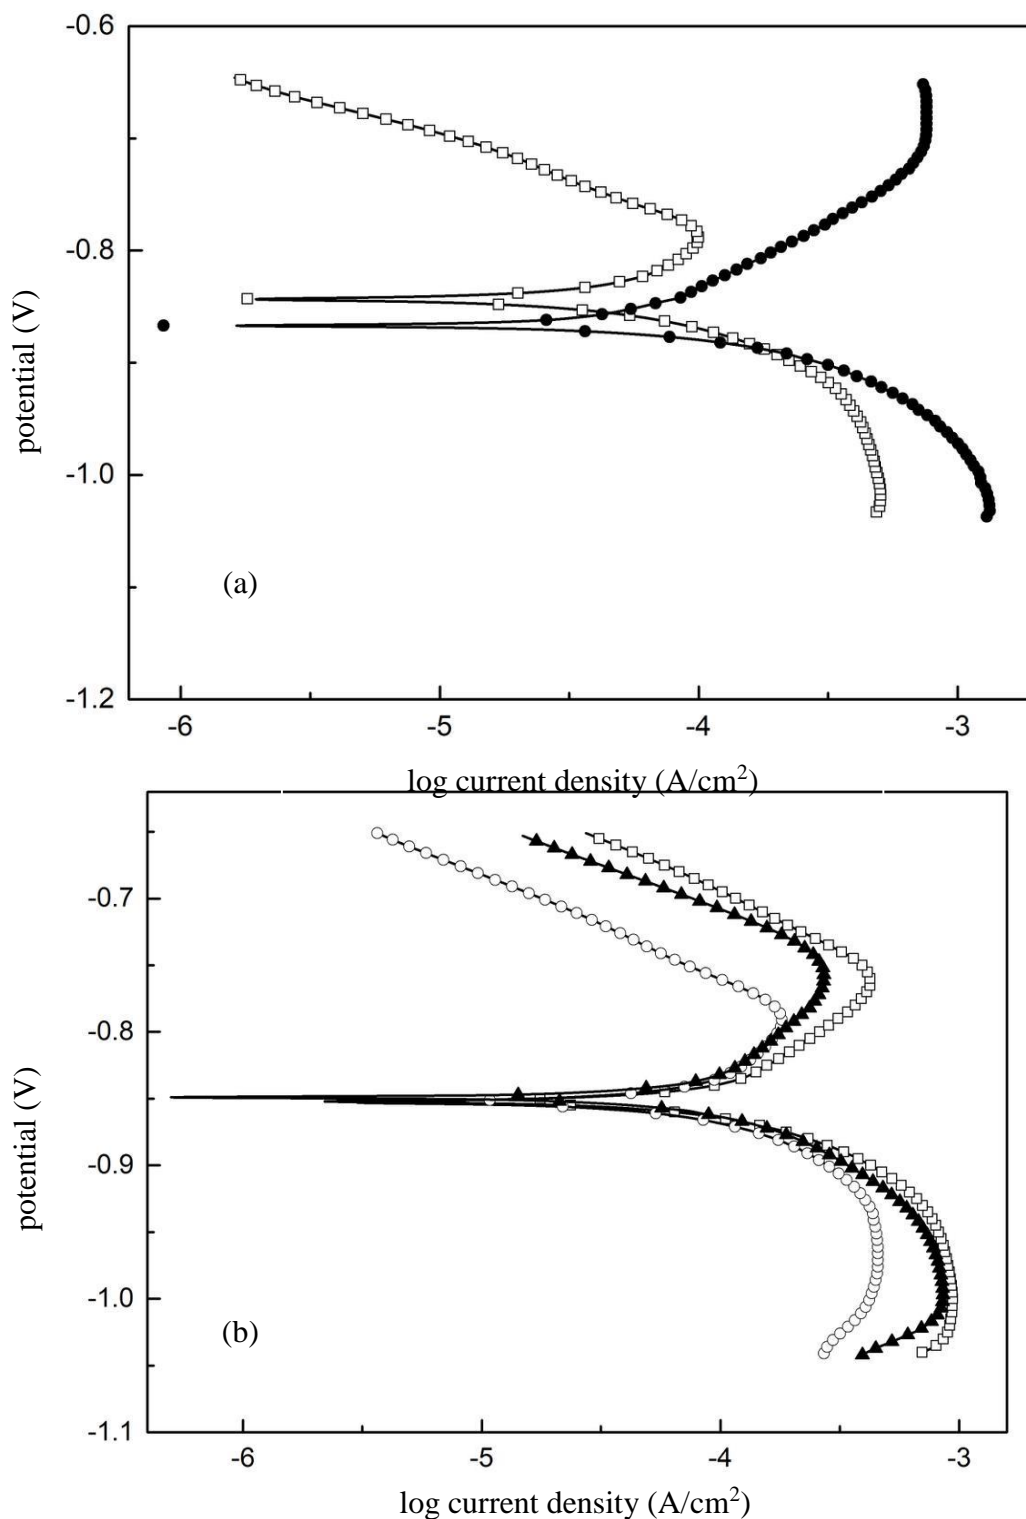 -0.6
-0.8
-1.0
-1.2
potential (V)
(a)
-6 -5 -4 -3
log current density (A/cm²)
-0.7
-0.8
-0.9
-1.0
-1.1
potential (V)
(b)
-6 -5 -4 -3
log current density (A/cm²)